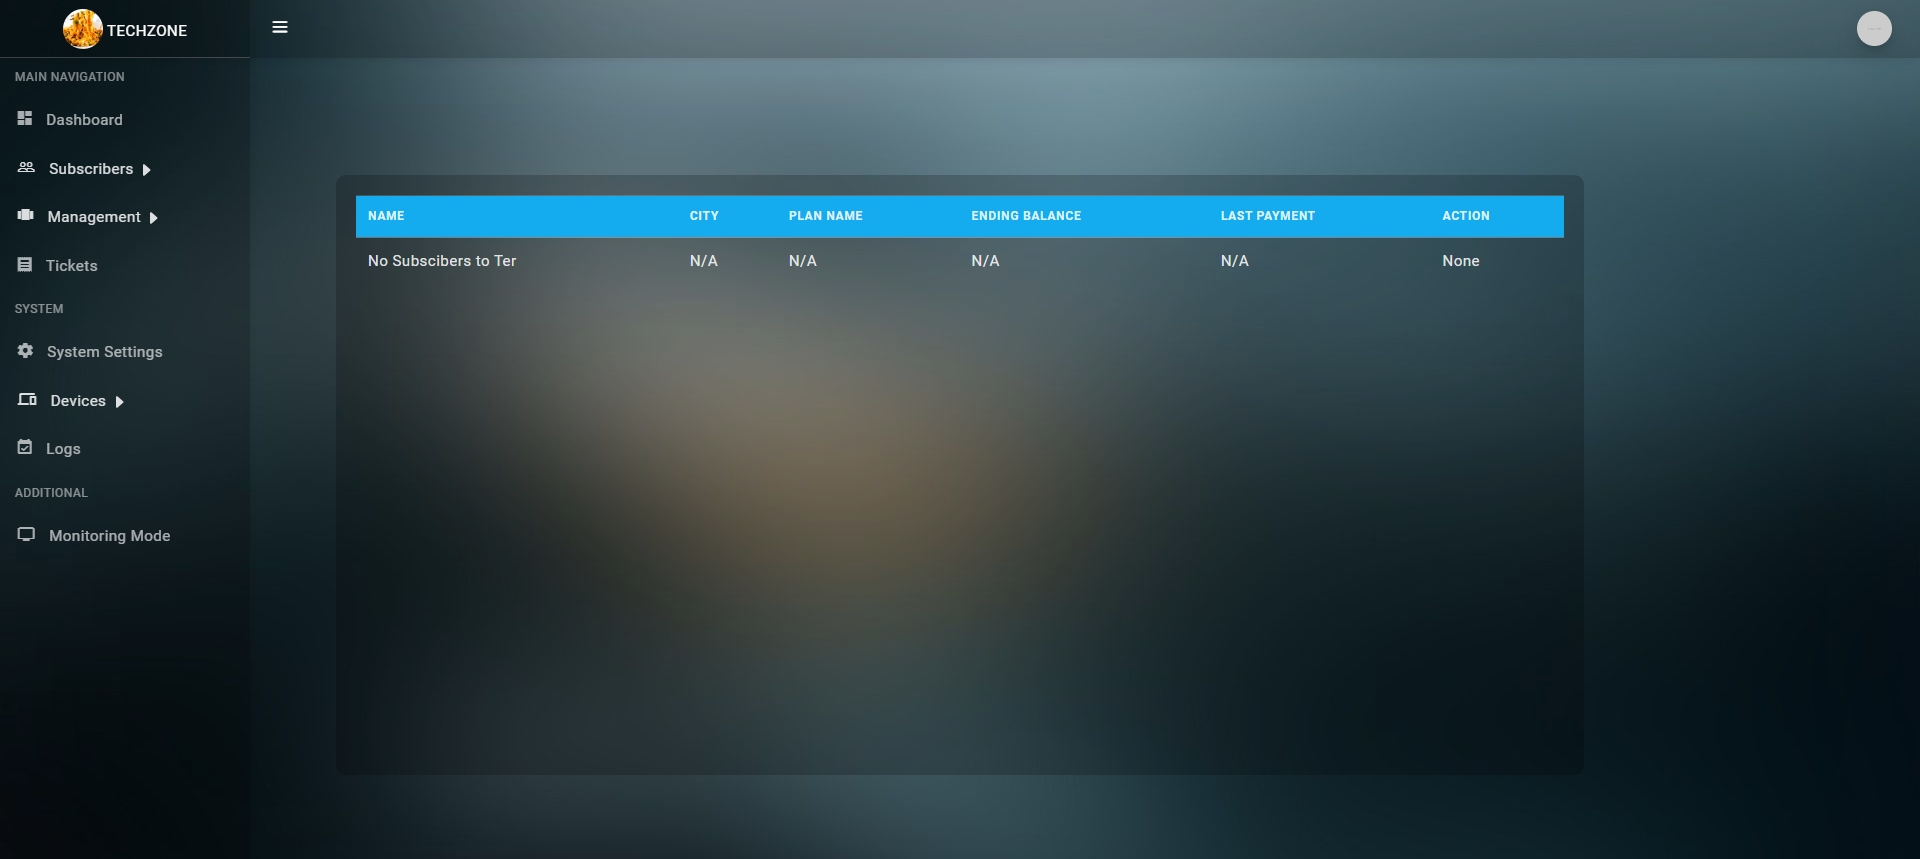 TECHZONE
MAIN NAVIGATION
Dashboard
Subscribers
Management
Tickets
SYSTEM
System Settings
Devices
Logs
ADDITIONAL
Monitoring Mode
NAME CITY PLAN NAME ENDING BALANCE LAST PAYMENT ACTION
No Subscibers to Ter N/A N/A N/A N/A None